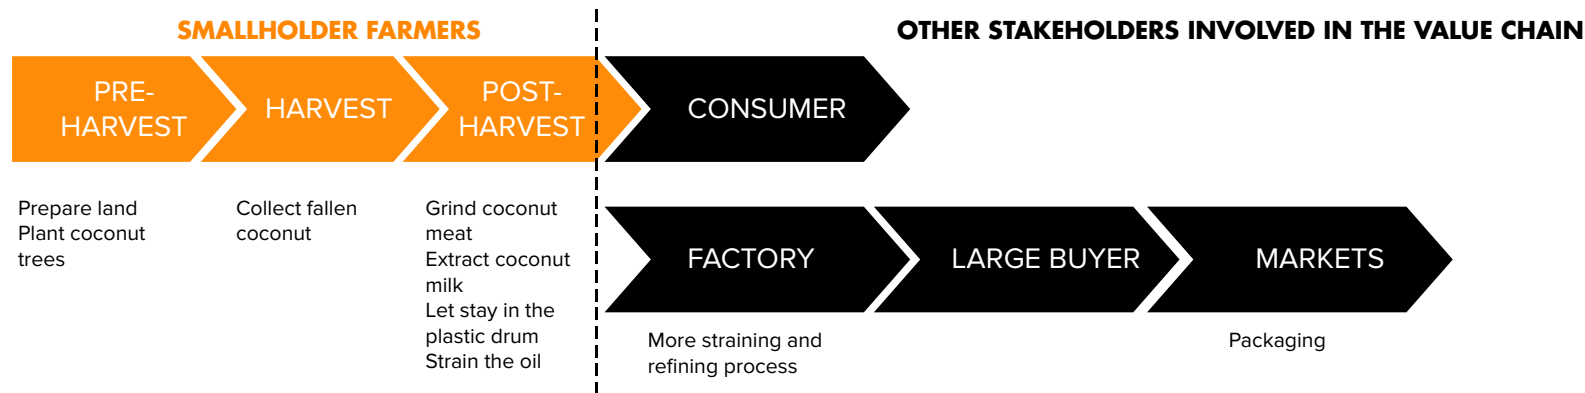 SMALLHOLDER FARMERS
OTHER STAKEHOLDERS INVOLVED IN THE VALUE CHAIN
PRE-
HARVEST
HARVEST
POST-
HARVEST
CONSUMER
Prepare land
Plant coconut
trees
Collect fallen
coconut
Grind coconut
meat
Extract coconut
milk
Let stay in the
plastic drum
Strain the oil
FACTORY
LARGE BUYER
MARKETS
More straining and
refining process
Packaging